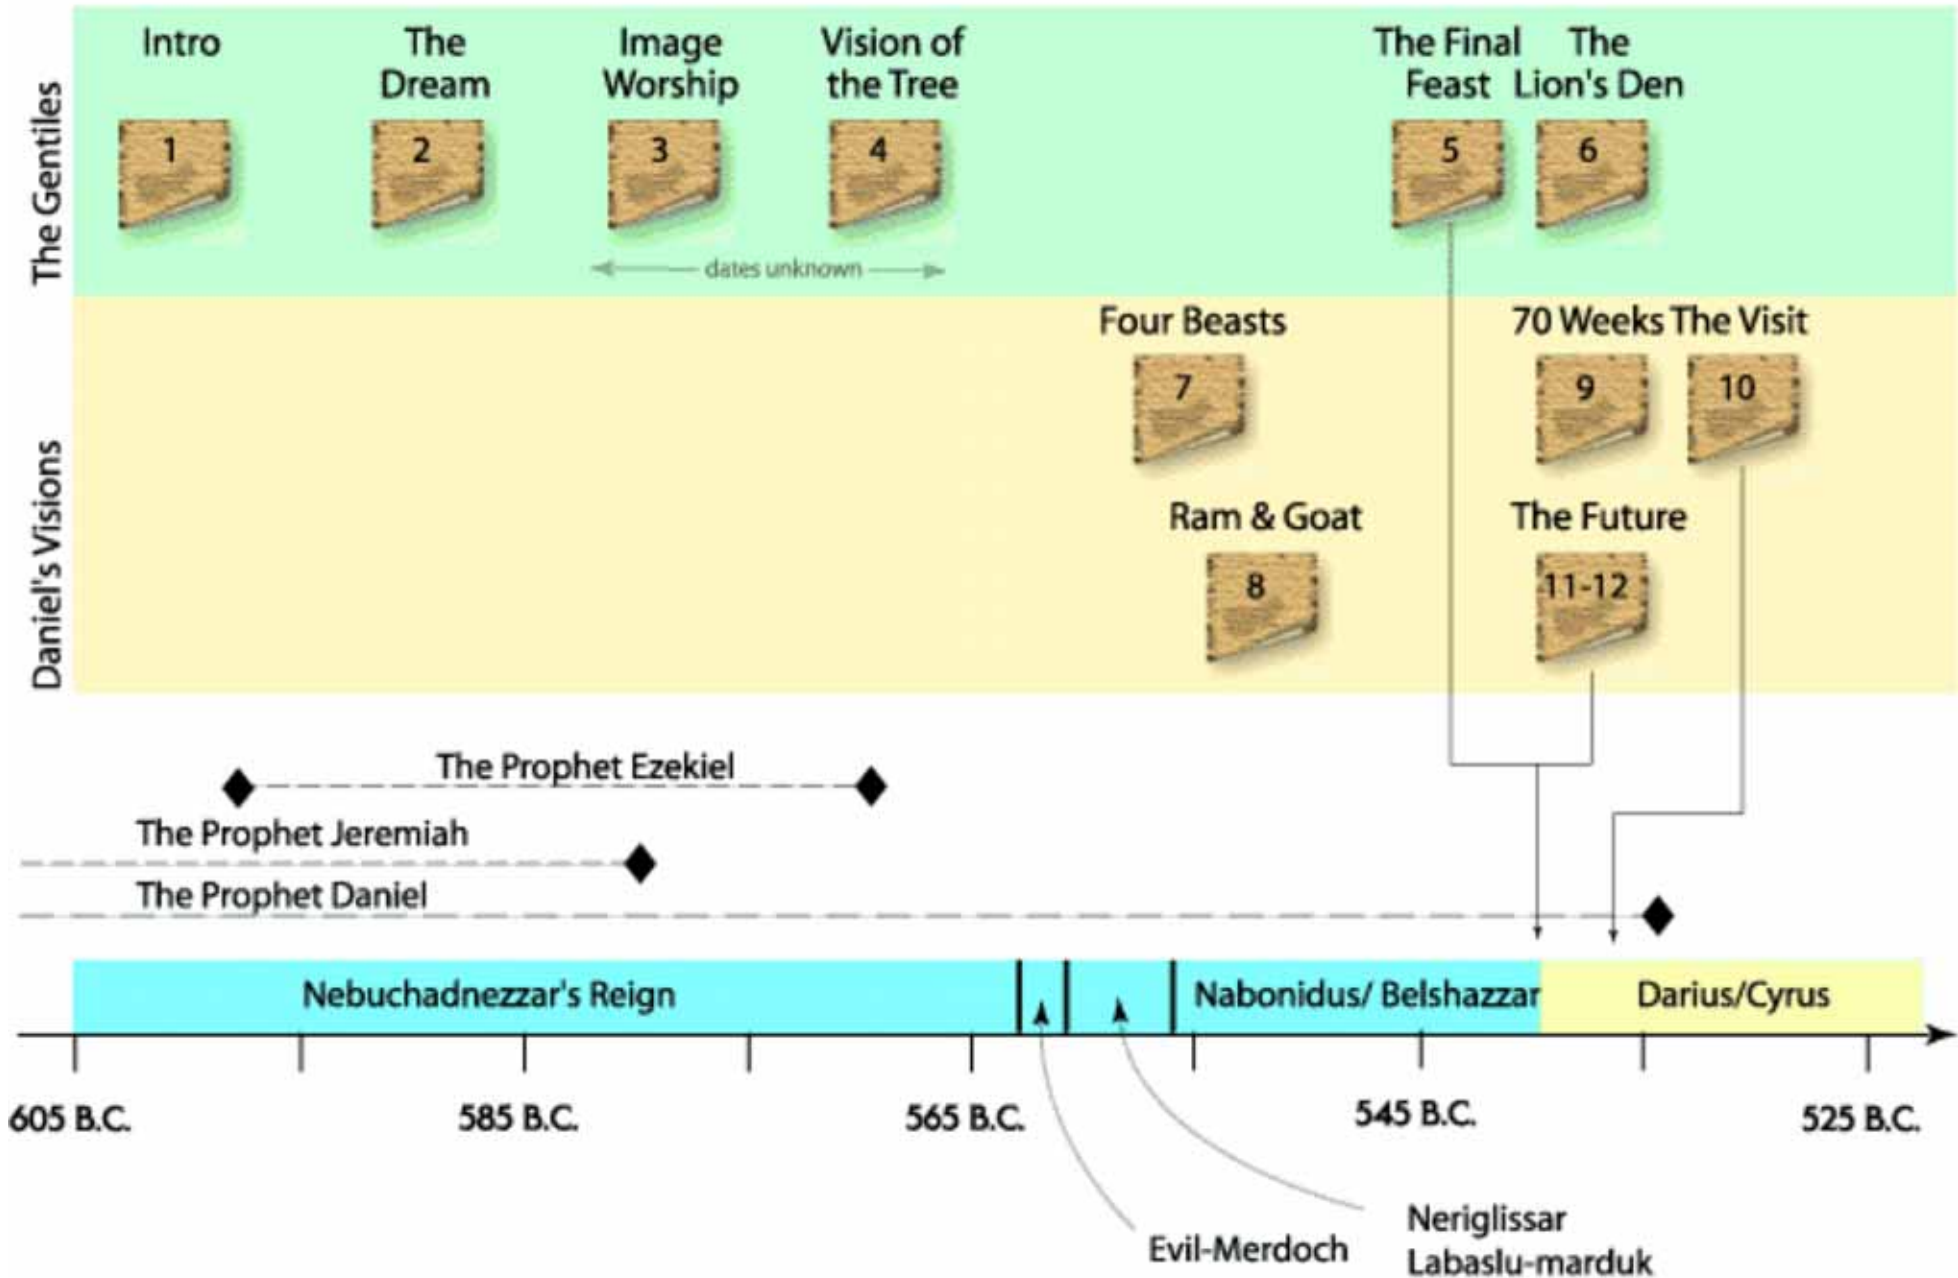 The Gentiles
Intro
The
Dream
Image
Worship
Vision of
the Tree
The Final
Feast
The
Lion's Den
1
2
3
4
5
6
dates unknown
Daniel's Visions
Four Beasts
70 Weeks
The Visit
7
9
10
Ram & Goat
The Future
8
11-12
The Prophet Ezekiel
The Prophet Jeremiah
The Prophet Daniel
Nebuchadnezzar's Reign
Nabonidus/ Belshazzar
Darius/Cyrus
605 B.C.
585 B.C.
565 B.C.
545 B.C.
525 B.C.
Evil-Merdoch
Neriglissar
Labaslu-marduk